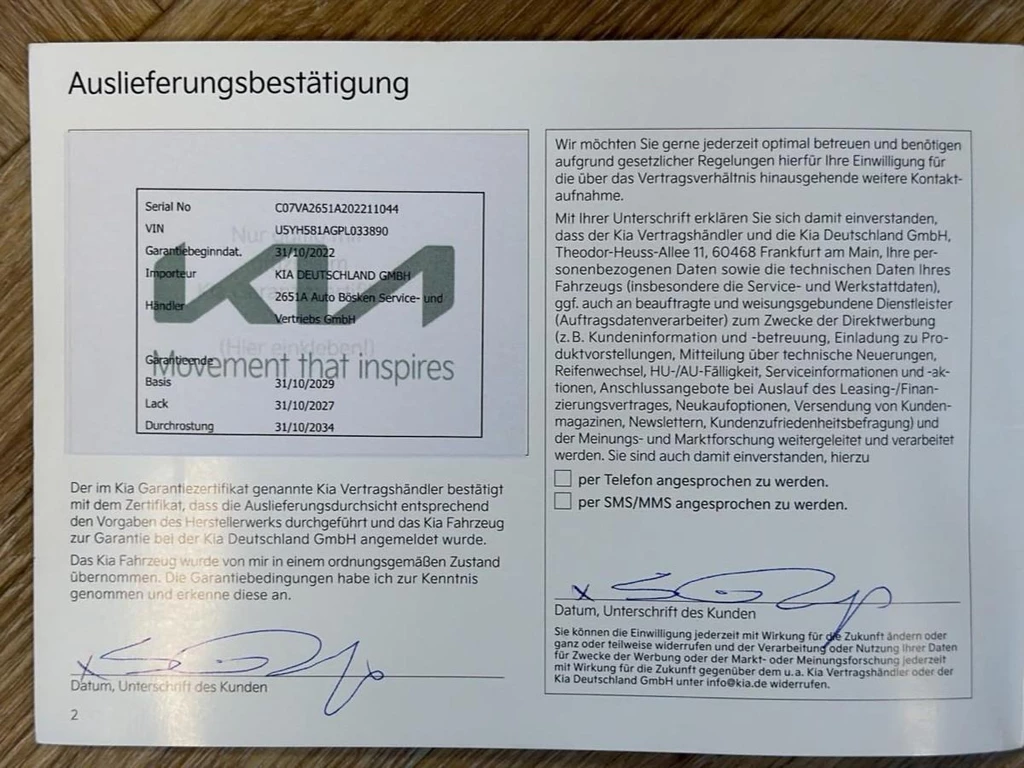 Auslieferungsbestätigung
Serial No C07VA2651A202211044
VIN U5YH581AGPL033890
Garantiebeginndat. 31/10/2022
Importeur KIA DEUTSCHLAND GMBH
Händler 2651A Auto Bösken Service- und
Vertriebs GmbH
KIA
(Hier einkleben!)
Garantieende
Movement that inspires
Basis 31/10/2029
Lack 31/10/2027
Durchrostung 31/10/2034
Der im Kia Garantiezertifikat genannte Kia Vertragshändler bestätigt
mit dem Zertifikat, dass die Auslieferungsdurchsicht entsprechend
den Vorgaben des Herstellerwerks durchgeführt und das Kia Fahrzeug
zur Garantie bei der Kia Deutschland GmbH angemeldet wurde.
Das Kia Fahrzeug wurde von mir in einem ordnungsgemäßen Zustand
übernommen. Die Garantiebedingungen habe ich zur Kenntnis
genommen und erkenne diese an.
x
Datum, Unterschrift des Kunden
2
Wir möchten Sie gerne jederzeit optimal betreuen und benötigen
aufgrund gesetzlicher Regelungen hierfür Ihre Einwilligung für
die über das Vertragsverhältnis hinausgehende weitere Kontakt-
aufnahme.
Mit Ihrer Unterschrift erklären Sie sich damit einverstanden,
dass der Kia Vertragshändler und die Kia Deutschland GmbH,
Theodor-Heuss-Allee 11, 60468 Frankfurt am Main, Ihre per-
sonenbezogenen Daten sowie die technischen Daten Ihres
Fahrzeugs (insbesondere die Service- und Werkstattdaten),
ggf. auch an beauftragte und weisungsgebundene Dienstleister
(Auftragsdatenverarbeiter) zum Zwecke der Direktwerbung
(z. B. Kundeninformation und -betreuung, Einladung zu Pro-
duktvorstellungen, Mitteilung über technische Neuerungen,
Reifenwechsel, HU-/AU-Fälligkeit, Serviceinformationen und -ak-
tionen, Anschlussangebote bei Auslauf des Leasing-/Finan-
zierungsvertrages, Neukaufoptionen, Versendung von Kunden-
magazinen, Newslettern, Kundenzufriedenheitsbefragung) und
der Meinungs- und Marktforschung weitergeleitet und verarbeitet
werden. Sie sind auch damit einverstanden, hierzu
per Telefon angesprochen zu werden.
per SMS/MMS angesprochen zu werden.
x
Datum, Unterschrift des Kunden
Sie können die Einwilligung jederzeit mit Wirkung für die Zukunft ändern oder
ganz oder teilweise widerrufen und der Verarbeitung oder Nutzung Ihrer Daten
für Zwecke der Werbung oder der Markt- oder Meinungsforschung jederzeit
mit Wirkung für die Zukunft gegenüber dem u. a. Kia Vertragshändler oder der
Kia Deutschland GmbH unter info@kia.de widerrufen.